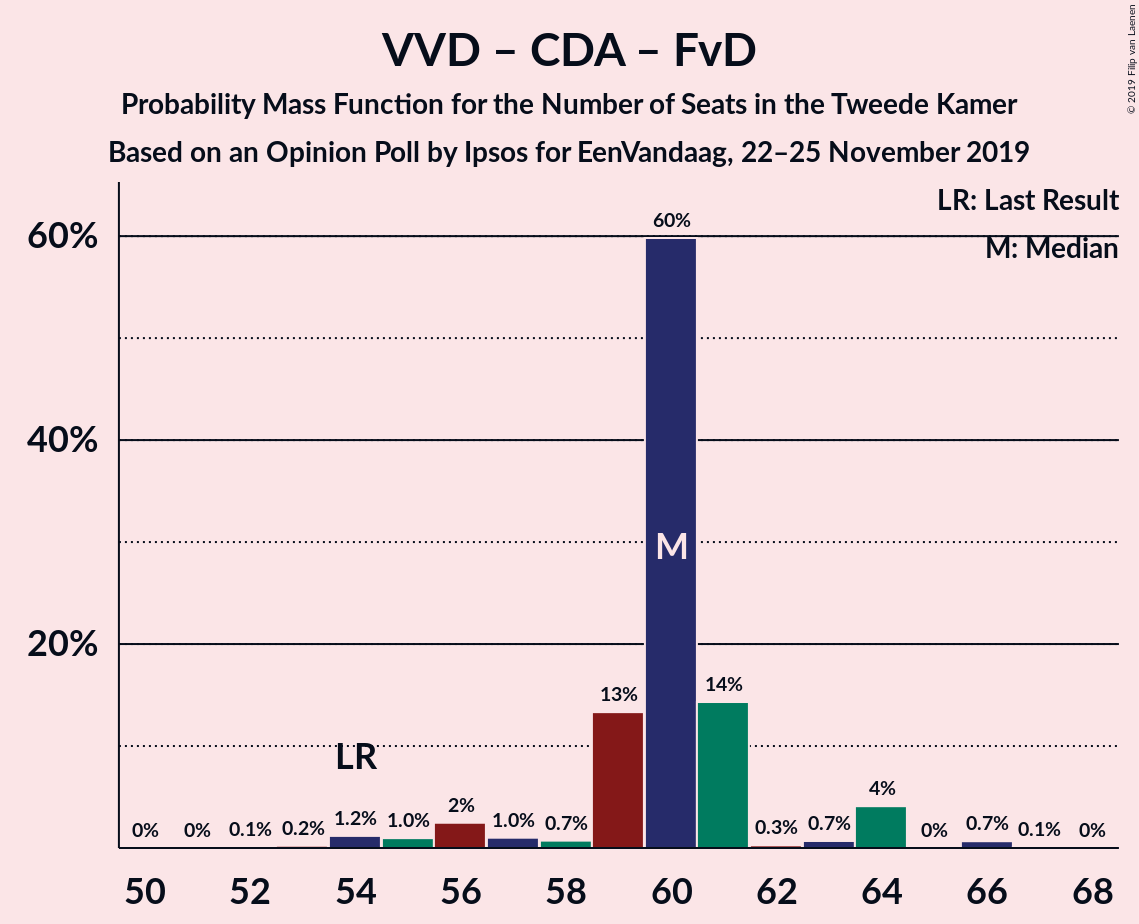 VVD – CDA – FvD
Probability Mass Function for the Number of Seats in the Tweede Kamer
Based on an Opinion Poll by Ipsos for EenVandaag, 22–25 November 2019
© 2019 Filip van Laenen
LR: Last Result
M: Median
60%
40%
20%
0%
0%
0.1%
0.2%
1.2%
1.0%
2%
1.0%
0.7%
13%
60%
14%
0.3%
0.7%
4%
0%
0.7%
0.1%
0%
LR
M
50 52 54 56 58 60 62 64 66 68